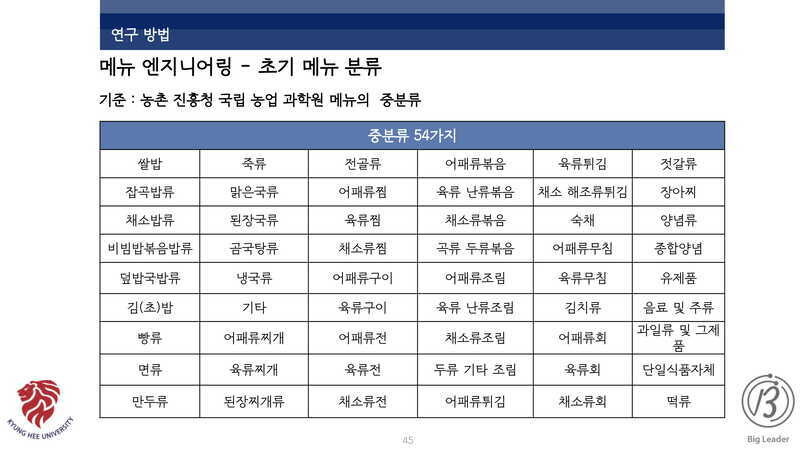 연구 방법
메뉴 엔지니어링 - 초기 메뉴 분류
기준 : 농촌 진흥청 국립 농업 과학원 메뉴의 중분류
중분류 54가지
쌀밥 죽류 전골류 어패류볶음 육류튀김 젓갈류
잡곡밥류 맑은국류 어패류찜 육류 난류볶음 채소 해조류튀김 장아찌
채소밥류 된장국류 육류찜 채소류볶음 숙채 양념류
비빔밥볶음밥류 곰국탕류 채소류찜 곡류 두류볶음 어패류무침 종합양념
덮밥국밥류 냉국류 어패류구이 어패류조림 육류무침 유제품
김(초)밥 기타 육류구이 육류 난류조림 김치류 음료 및 주류
빵류 어패류찌개 어패류전 채소류조림 어패류회 과일류 및 그제
품
면류 육류찌개 육류전 두류 기타 조림 육류회 단일식품자체
만두류 된장찌개류 채소류전 어패류튀김 채소류회 떡류
KYUNG HEE UNIVERSITY
45
Big Leader